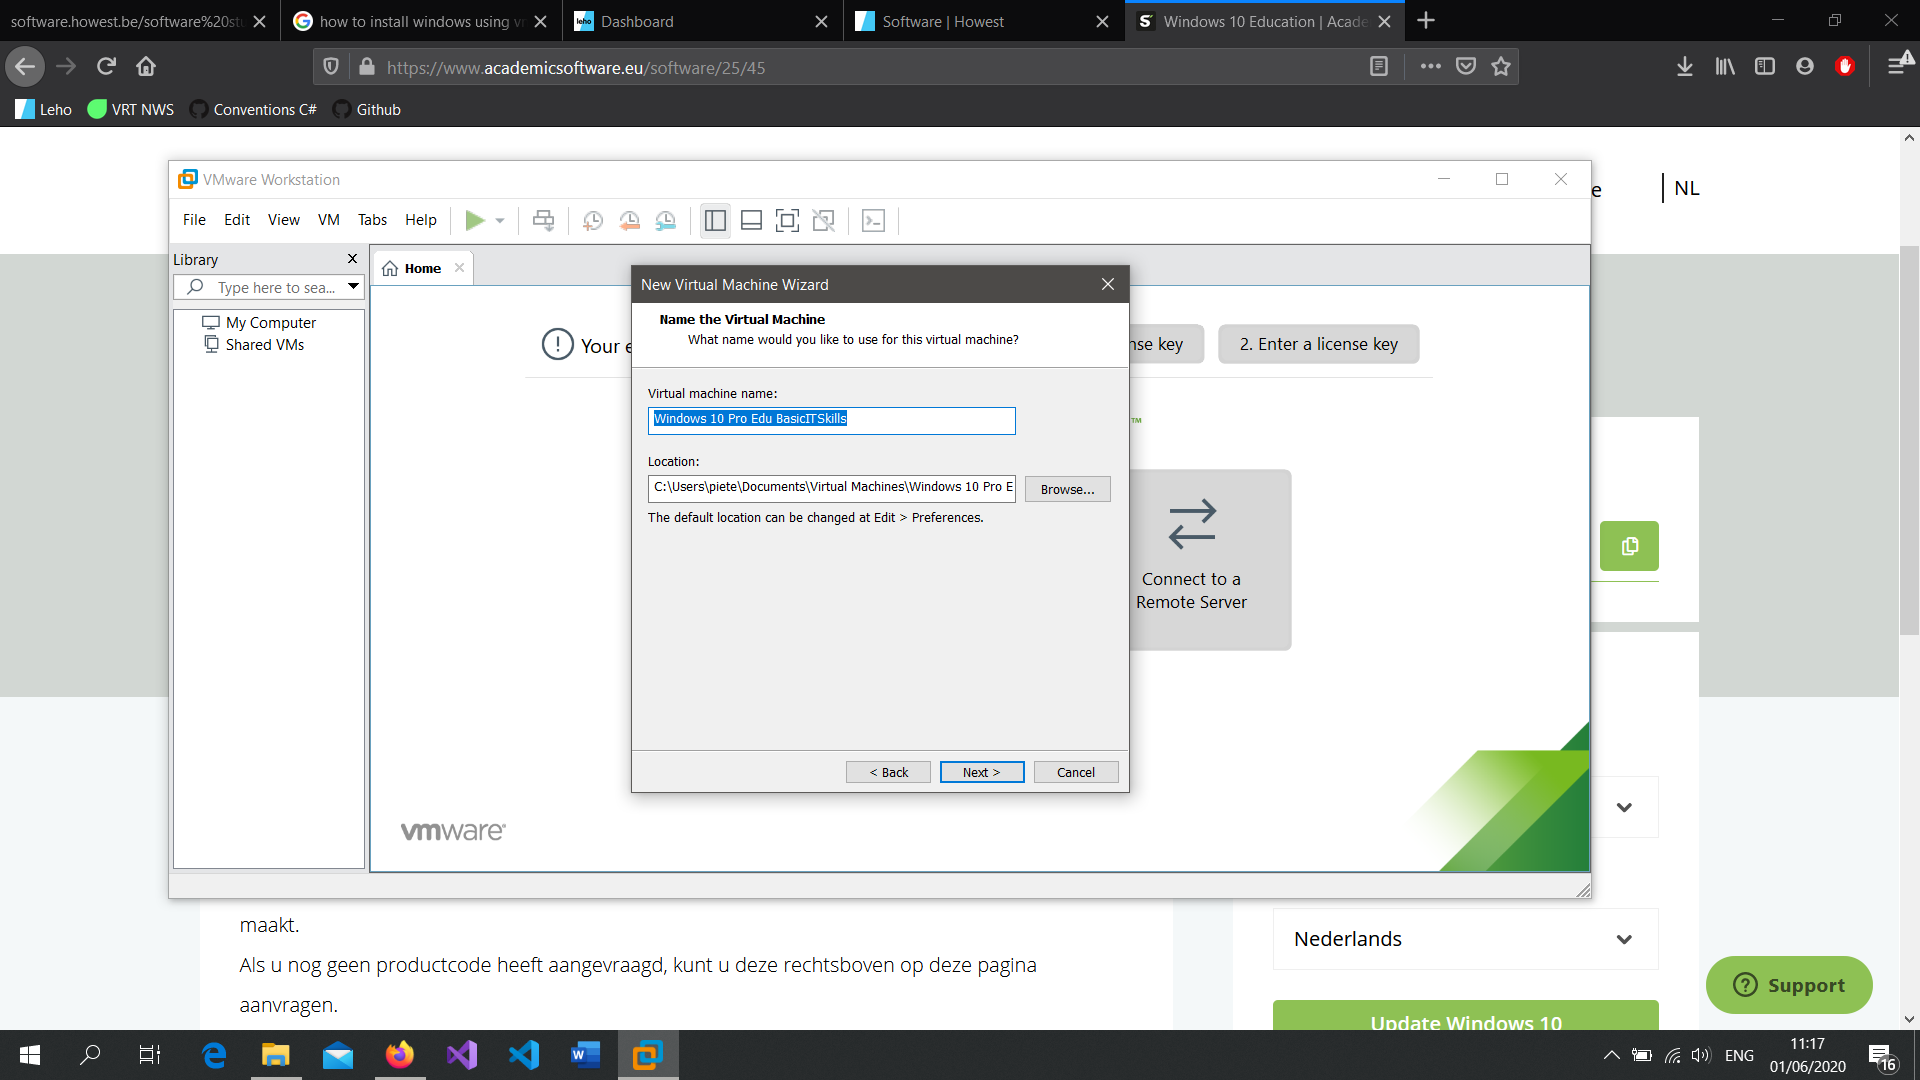 software.howest.be/software%20stu
how to install windows using vm
Dashboard
Software | Howest
Windows 10 Education | Acade
https://www.academicsoftware.eu/software/25/45
Leho
VRT NWS
Conventions C#
Github
NL
VMware Workstation
File Edit View VM Tabs Help
Library
Type here to sea...
My Computer
Shared VMs
Home
New Virtual Machine Wizard
Name the Virtual Machine
What name would you like to use for this virtual machine?
Your e
nse key
2. Enter a license key
Virtual machine name:
Windows 10 Pro Edu BasicITSkills
Location:
C:\Users\piete\Documents\Virtual Machines\Windows 10 Pro E
Browse...
The default location can be changed at Edit > Preferences.
™
Connect to a
Remote Server
< Back
Next >
Cancel
vmware
maakt.
Als u nog geen productcode heeft aangevraagd, kunt u deze rechtsboven op deze pagina
aanvragen.
Nederlands
Update Windows 10
Support
ENG
11:17
01/06/2020
16